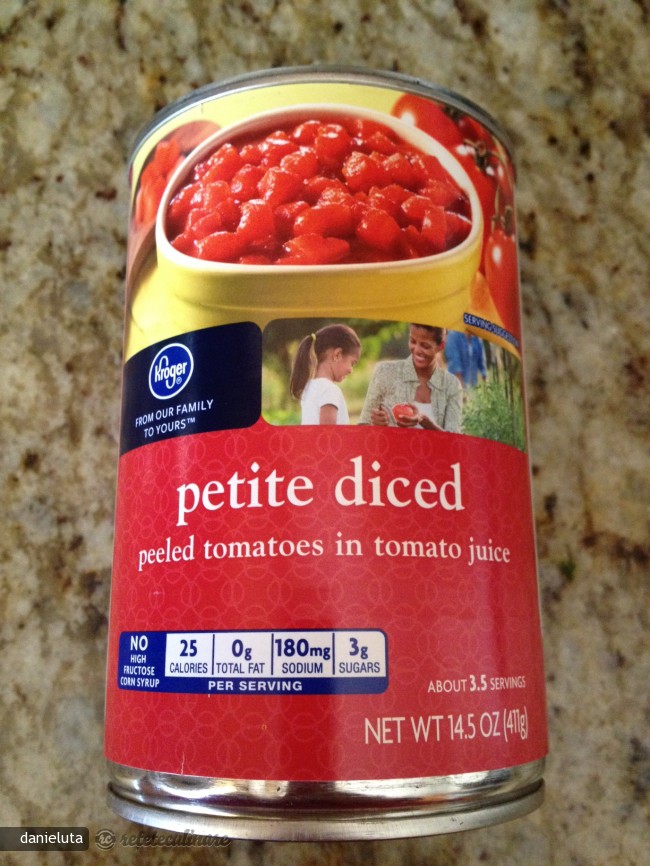 SERVING SUGGESTION
Kroger®
FROM OUR FAMILY
TO YOURS™
petite diced
peeled tomatoes in tomato juice
NO
HIGH
FRUCTOSE
CORN SYRUP
25
CALORIES
0g
TOTAL FAT
180mg
SODIUM
3g
SUGARS
PER SERVING
ABOUT 3.5 SERVINGS
NET WT 14.5 OZ (411g)
danieluta
rc reteteculinare